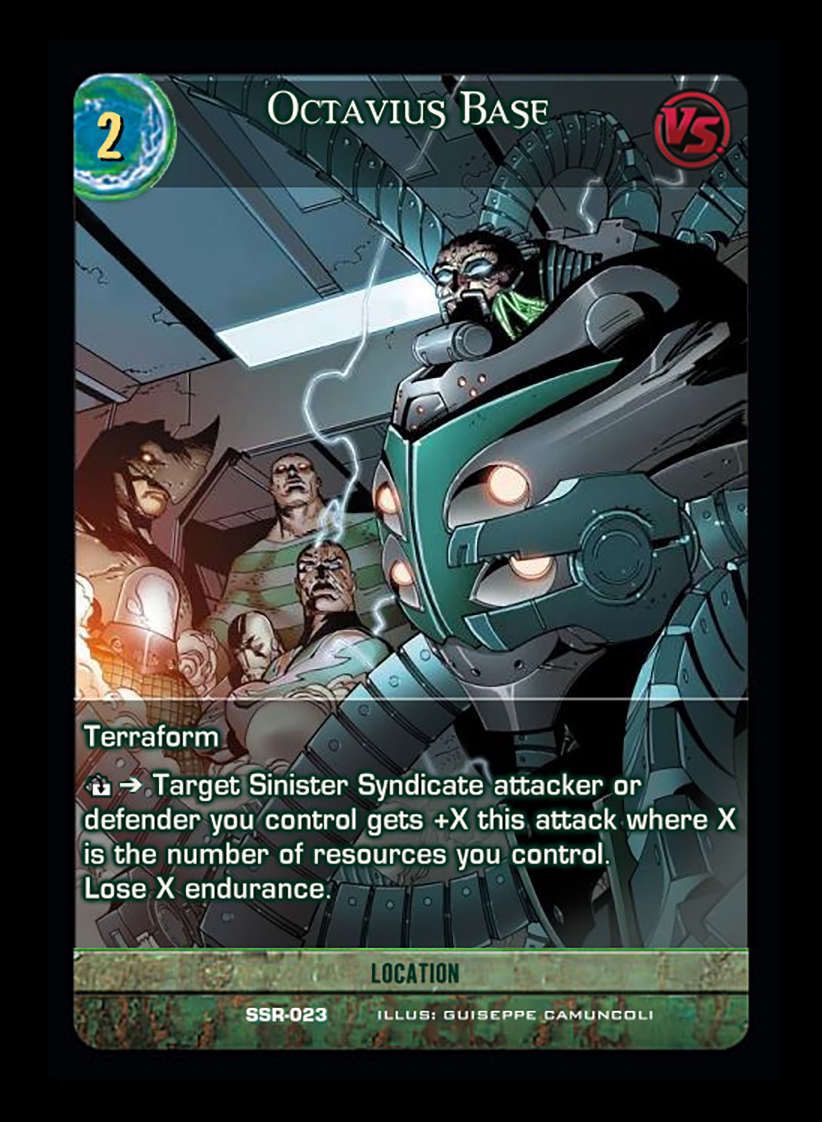 2
Octavius Base
VS.
Terraform
→ Target Sinister Syndicate attacker or
defender you control gets +X this attack where X
is the number of resources you control.
Lose X endurance.
LOCATION
SSR-023 ILLUS: GUISEPPE CAMUNCOLI